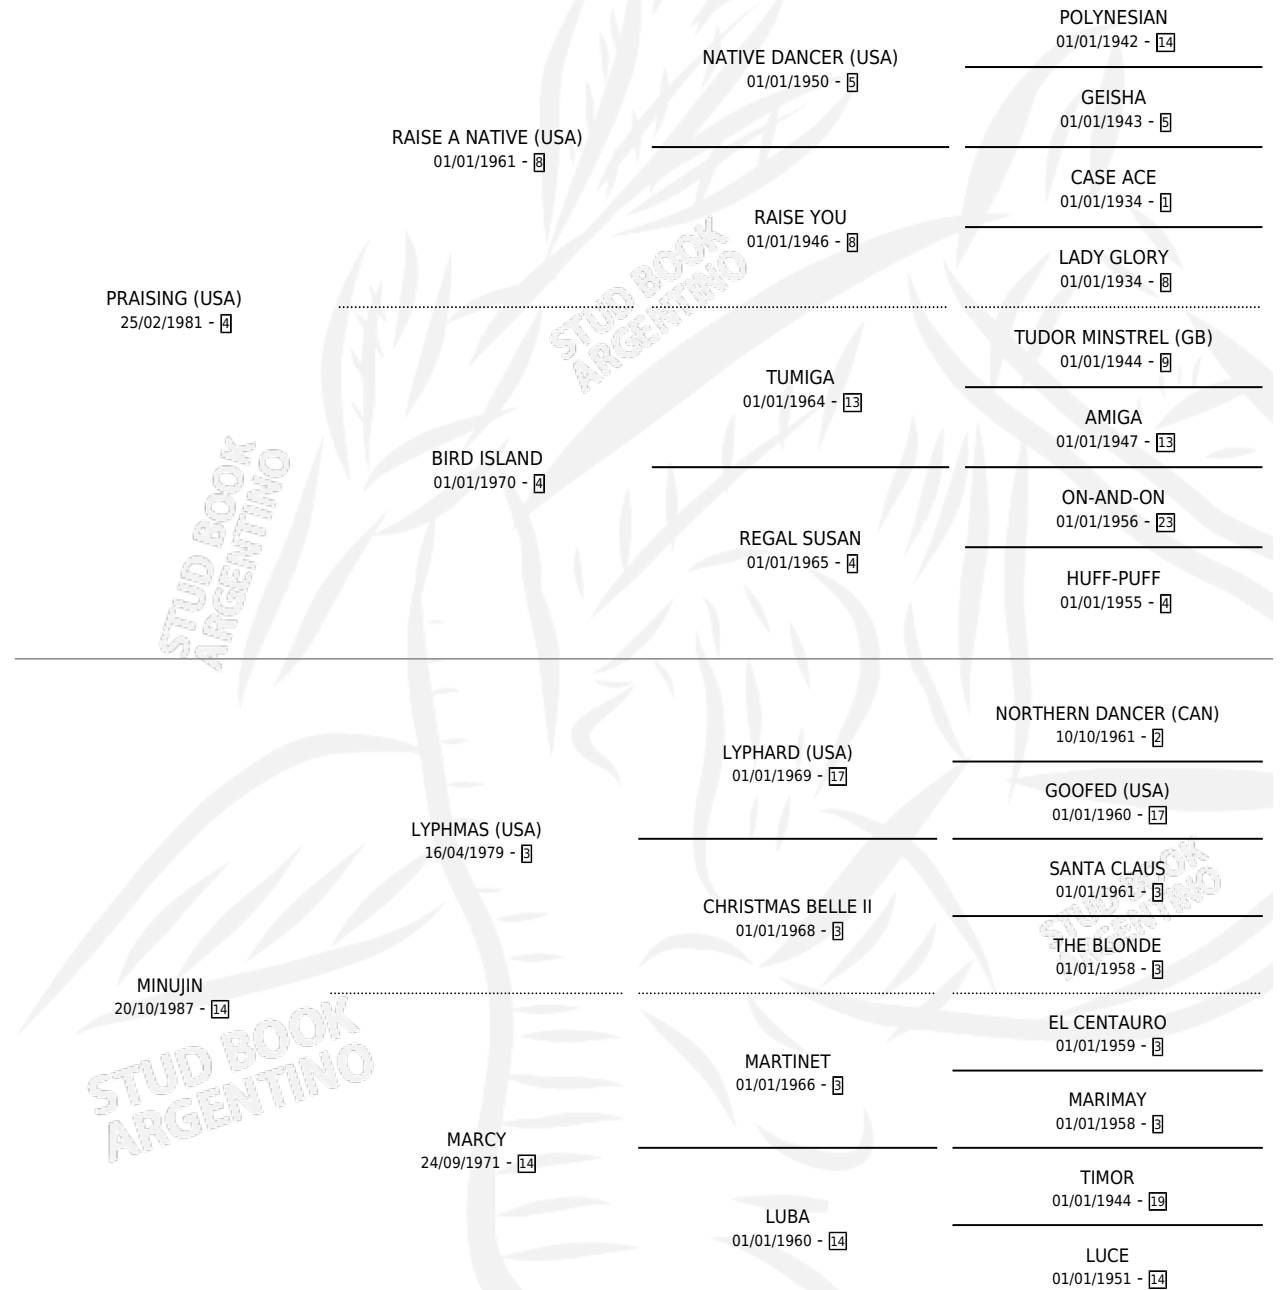 POLYNESIAN
01/01/1942 - 14
NATIVE DANCER (USA)
01/01/1950 - 5
GEISHA
01/01/1943 - 5
RAISE A NATIVE (USA)
01/01/1961 - 8
CASE ACE
01/01/1934 - 1
RAISE YOU
01/01/1946 - 8
LADY GLORY
01/01/1934 - 8
PRAISING (USA)
25/02/1981 - 4
STUD BOOK
ARGENTINO
TUDOR MINSTREL (GB)
01/01/1944 - 9
TUMIGA
01/01/1964 - 13
AMIGA
01/01/1947 - 13
BIRD ISLAND
01/01/1970 - 4
ON-AND-ON
01/01/1956 - 23
REGAL SUSAN
01/01/1965 - 4
HUFF-PUFF
01/01/1955 - 4
STUD BOOK
ARGENTINO
NORTHERN DANCER (CAN)
10/10/1961 - 2
LYPHARD (USA)
01/01/1969 - 17
GOOFED (USA)
01/01/1960 - 17
LYPHMAS (USA)
16/04/1979 - 3
SANTA CLAUS
01/01/1961 - 3
CHRISTMAS BELLE II
01/01/1968 - 3
STUD BOOK
ARGENTINO
THE BLONDE
01/01/1958 - 3
MINUJIN
20/10/1987 - 14
EL CENTAURO
01/01/1959 - 3
MARTINET
01/01/1966 - 3
STUD BOOK
ARGENTINO
MARIMAY
01/01/1958 - 3
MARCY
24/09/1971 - 14
TIMOR
01/01/1944 - 19
LUBA
01/01/1960 - 14
LUCE
01/01/1951 - 14